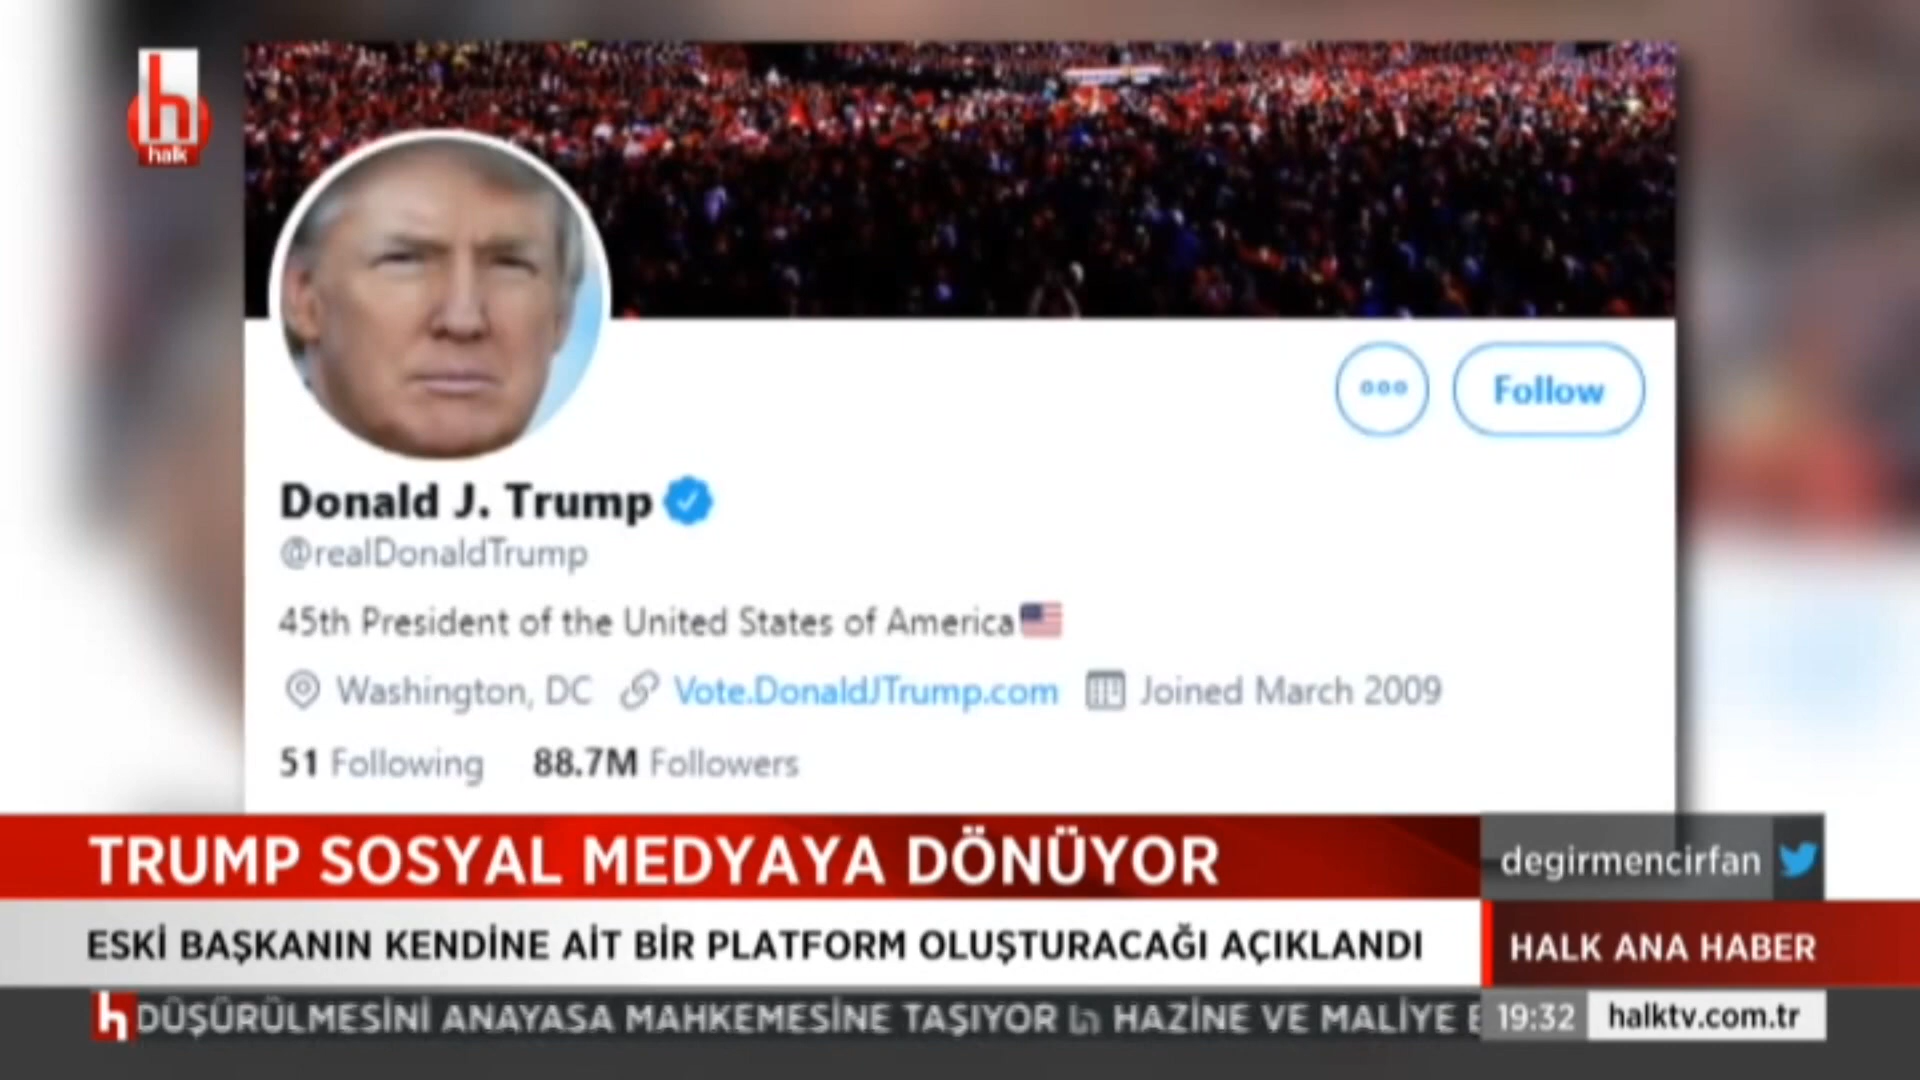 halk
Follow
Donald J. Trump
@realDonaldTrump
45th President of the United States of America
Washington, DC Vote.DonaldJTrump.com Joined March 2009
51 Following 88.7M Followers
TRUMP SOSYAL MEDYAYA DÖNÜYOR
degirmencirfan
ESKİ BAŞKANIN KENDİNE AİT BİR PLATFORM OLUŞTURACAĞI AÇIKLANDI
HALK ANA HABER
DÜŞÜRÜLMESİNİ ANAYASA MAHKEMESİNE TAŞIYOR HAZİNE VE MALİYE
19:32 halktv.com.tr